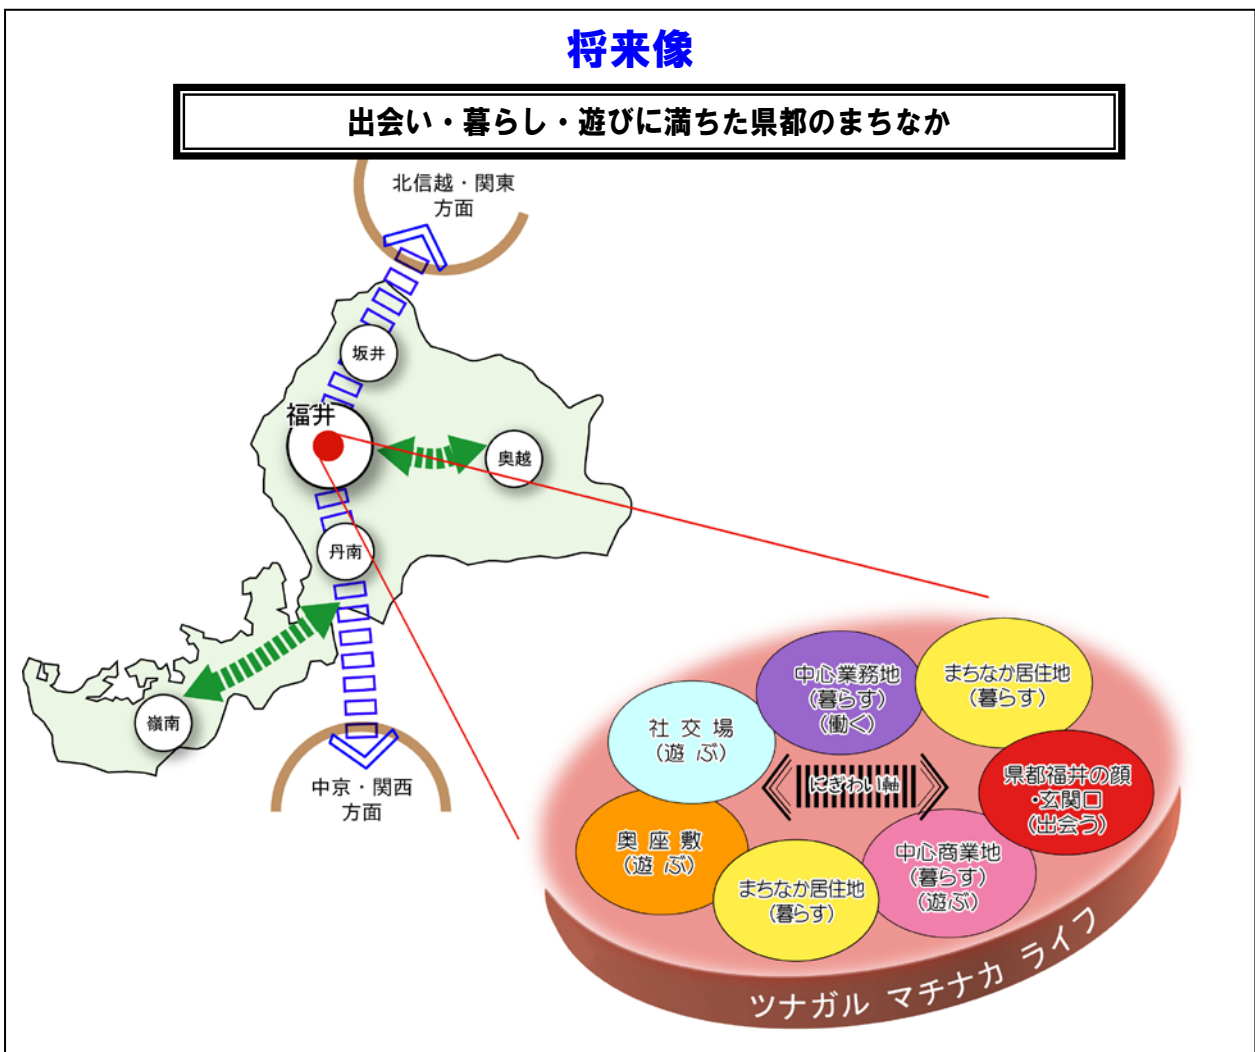 将来像
出会い・暮らし・遊びに満ちた県都のまちなか
北信越・関東
方面
坂井
福井
奥越
丹南
嶺南
中京・関西
方面
中心業務地
(暮らす)
(働く)
まちなか居住地
(暮らす)
社交場
(遊ぶ)
にぎわい軸
県都福井の顔
・玄関口
(出会う)
奥座敷
(遊ぶ)
まちなか居住地
(暮らす)
中心商業地
(暮らす)
(遊ぶ)
ツナガル マチナカ ライフ